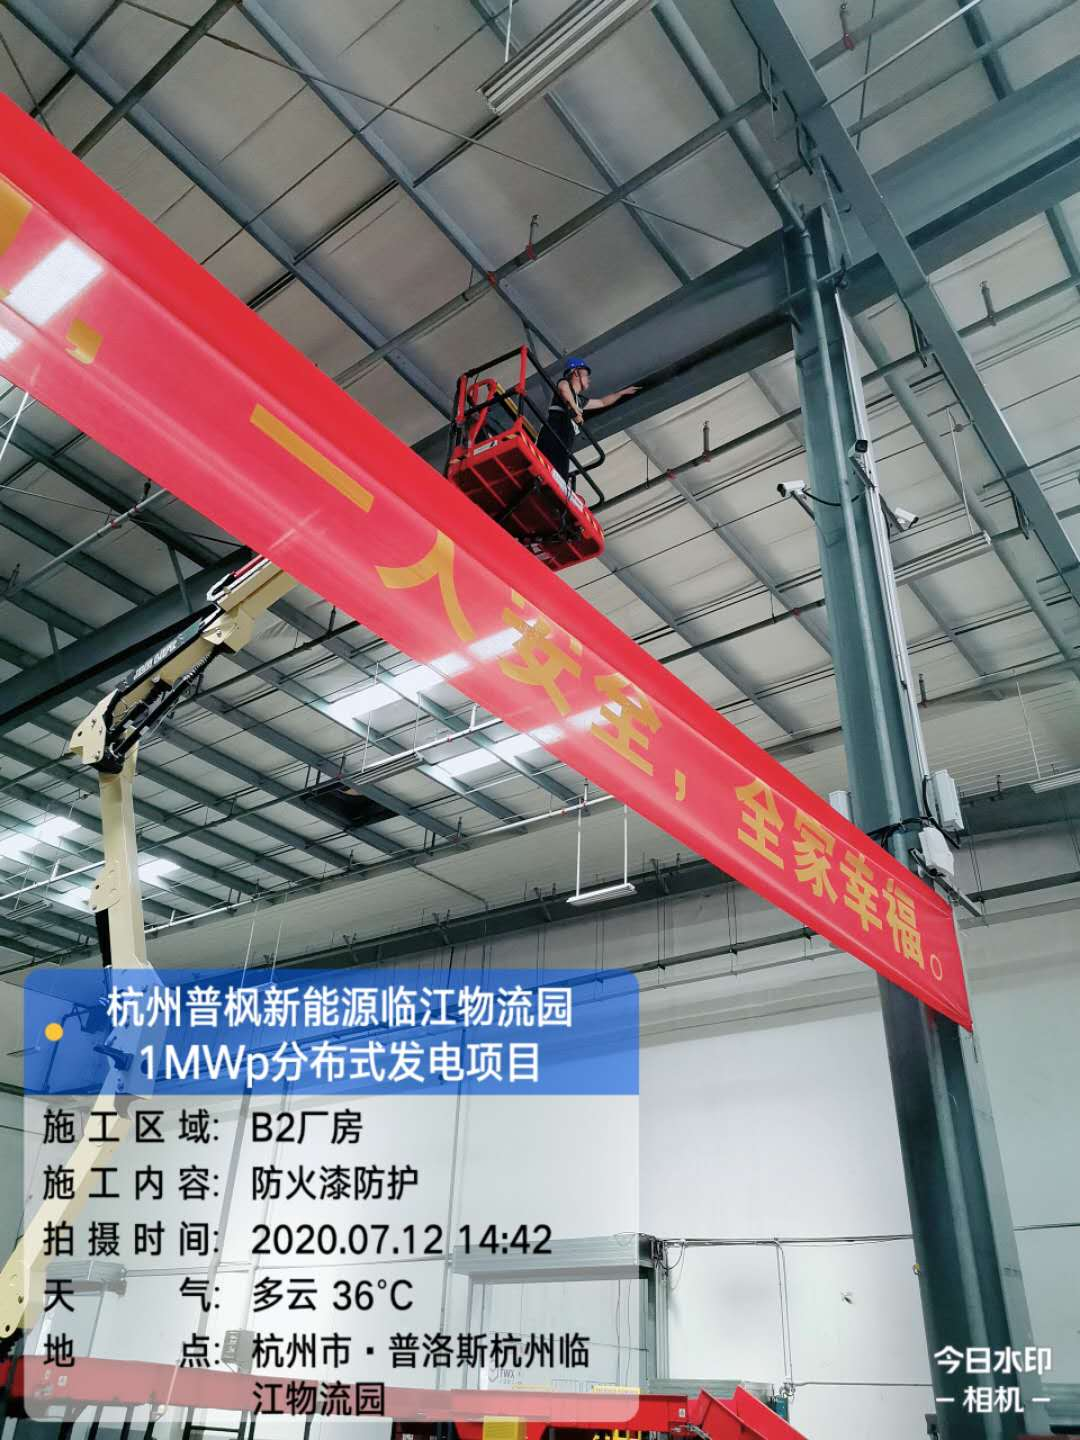 一人安全，全家幸福。
杭州普枫新能源临江物流园
1MWp分布式发电项目
施工区域: B2厂房
施工内容: 防火漆防护
拍摄时间: 2020.07.12 14:42
天气: 多云 36°C
地点: 杭州市·普洛斯杭州临
江物流园
今日水印
–相机–